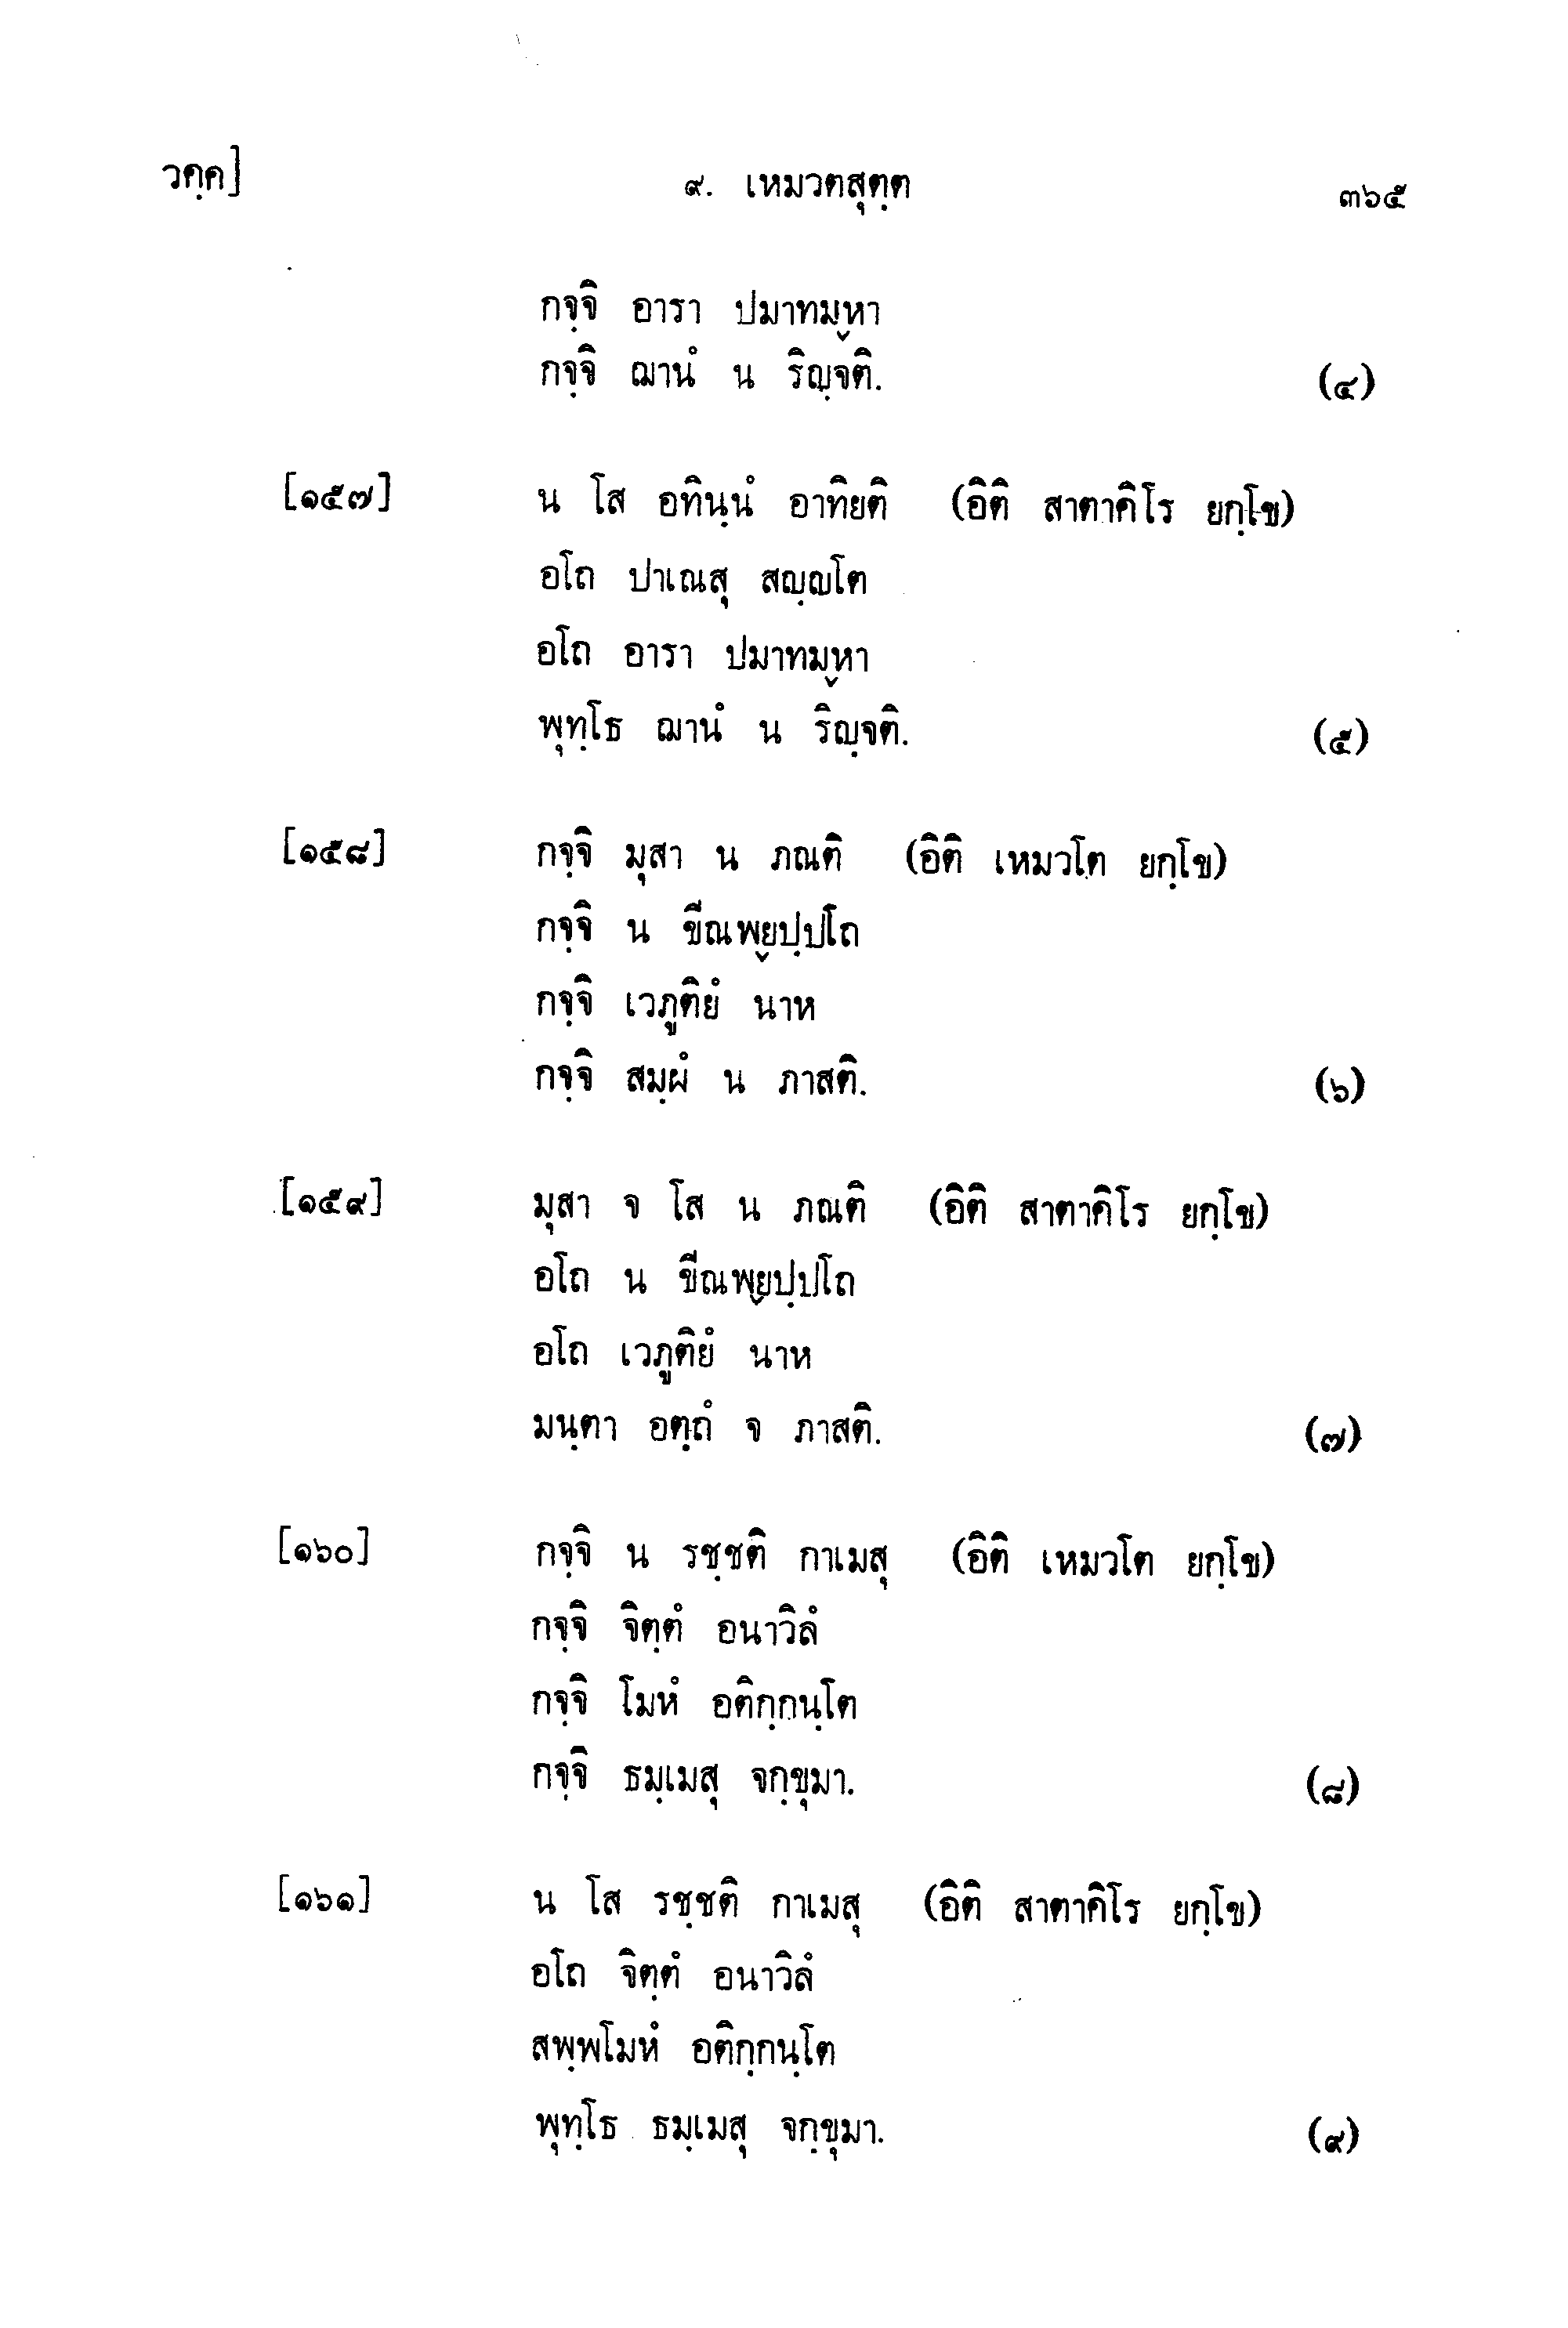 วคฺค] ๙. เหมวตสุตฺต ๓๖๕
กจฺจิ อารา ปมาทมฺหา
กจฺจิ ฌานํ น ริญฺจติ. (๔)
[๑๕๗] น โส อทินฺนํ อาทิยติ (อิติ สาตาคิโร ยกฺโข)
อโถ ปาเณสุ สญฺญโต
อโถ อารา ปมาทมฺหา
พุทฺโธ ฌานํ น ริญฺจติ. (๕)
[๑๕๘] กจฺจิ มุสา น ภณติ (อิติ เหมวโต ยกฺโข)
กจฺจิ น ขีณพฺยปฺปโถ
กจฺจิ เวภูติยํ นาห
กจฺจิ สมฺผํ น ภาสติ. (๖)
[๑๕๙] มุสา จ โส น ภณติ (อิติ สาตาคิโร ยกฺโข)
อโถ น ขีณพฺยปฺปโถ
อโถ เวภูติยํ นาห
มนฺตา อตฺถํ จ ภาสติ. (๗)
[๑๖๐] กจฺจิ น รชฺชติ กาเมสุ (อิติ เหมวโต ยกฺโข)
กจฺจิ จิตฺตํ อนาวิลํ
กจฺจิ โมหํ อติกฺกนฺโต
กจฺจิ ธมฺเมสุ จกฺขุมา. (๘)
[๑๖๑] น โส รชฺชติ กาเมสุ (อิติ สาตาคิโร ยกฺโข)
อโถ จิตฺตํ อนาวิลํ
สพฺพโมหํ อติกฺกนฺโต
พุทฺโธ ธมฺเมสุ จกฺขุมา. (๙)